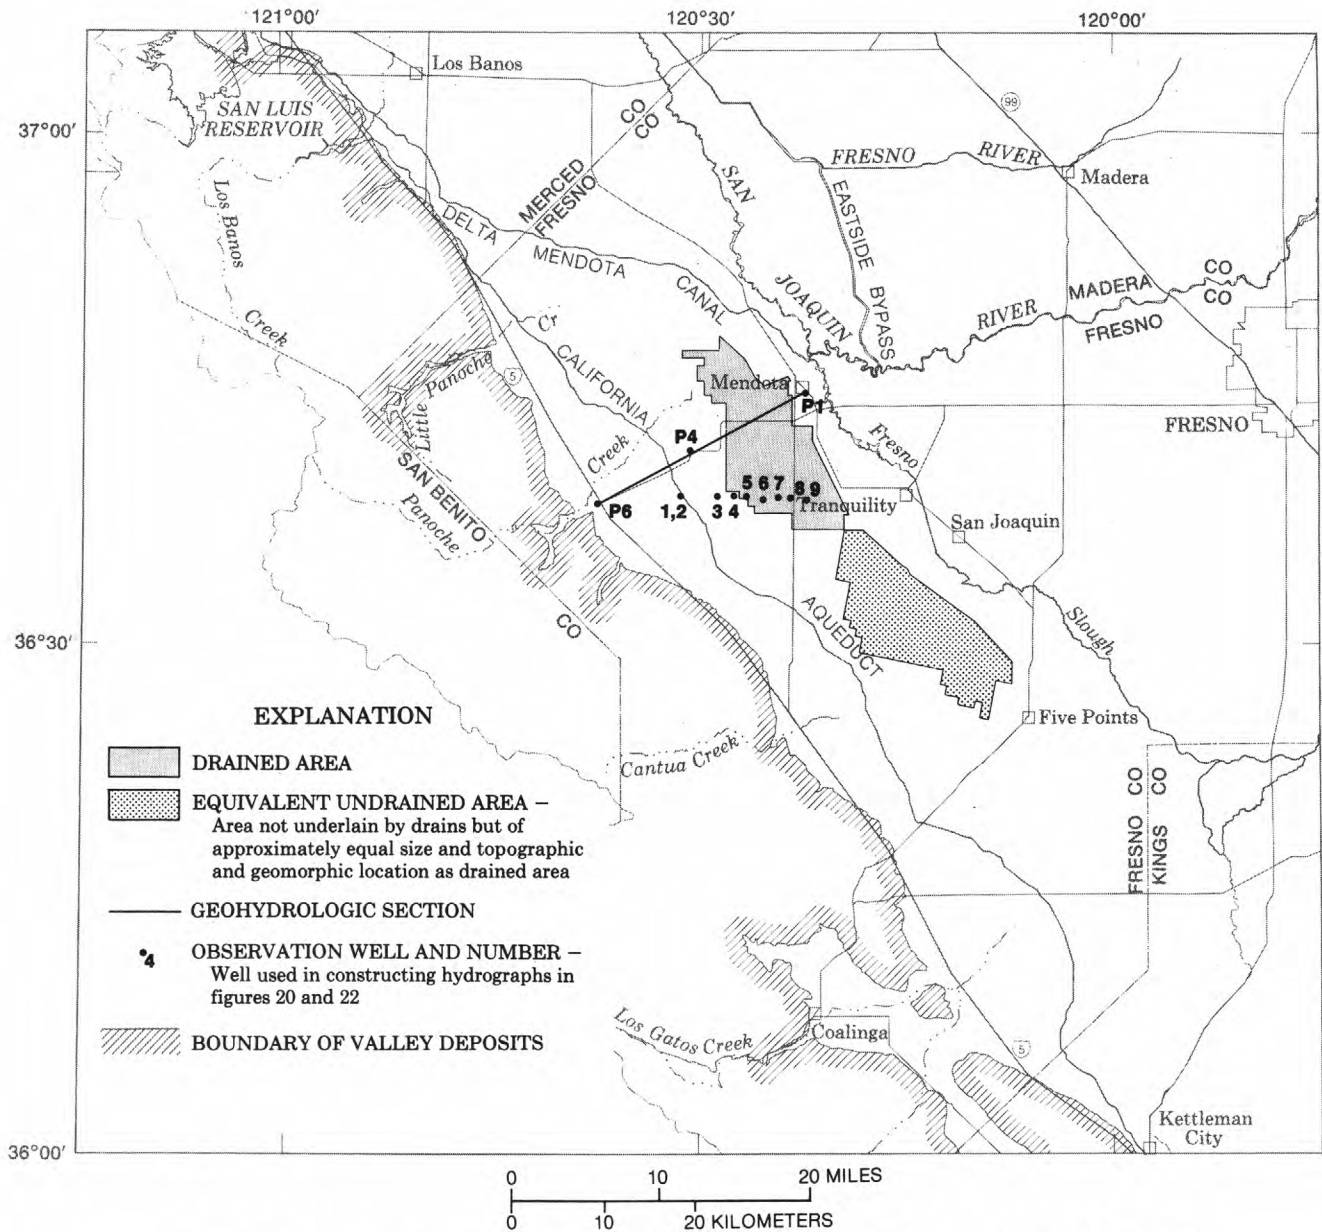 121°00'
120°30'
120°00'
37°00'
36°30'
36°00'
Los Banos
SAN LUIS
RESERVOIR
Los Banos
Creek
MERCED CO
FRESNO CO
DELTA
MENDOTA
CANAL
SAN
JOAQUIN
RIVER
FRESNO
RIVER
99
Madera
EASTSIDE
BYPASS
MADERA CO
FRESNO CO
Cr
Panoche
Little
5
CALIFORNIA
AQUEDUCT
Mendota
P1
P4
P6
Creek
Fresno
Slough
FRESNO
SAN BENITO
CO
Panoche
1,2
3
4
5
6
7
8
9
Tranquility
San Joaquin
Five Points
Cantua Creek
FRESNO CO
KINGS CO
Los Gatos Creek
Coalinga
5
Kettleman
City
EXPLANATION
DRAINED AREA
EQUIVALENT UNDRAINED AREA –
Area not underlain by drains but of
approximately equal size and topographic
and geomorphic location as drained area
GEOHYDROLOGIC SECTION
4
OBSERVATION WELL AND NUMBER –
Well used in constructing hydrographs in
figures 20 and 22
BOUNDARY OF VALLEY DEPOSITS
0 10 20 MILES
0 10 20 KILOMETERS